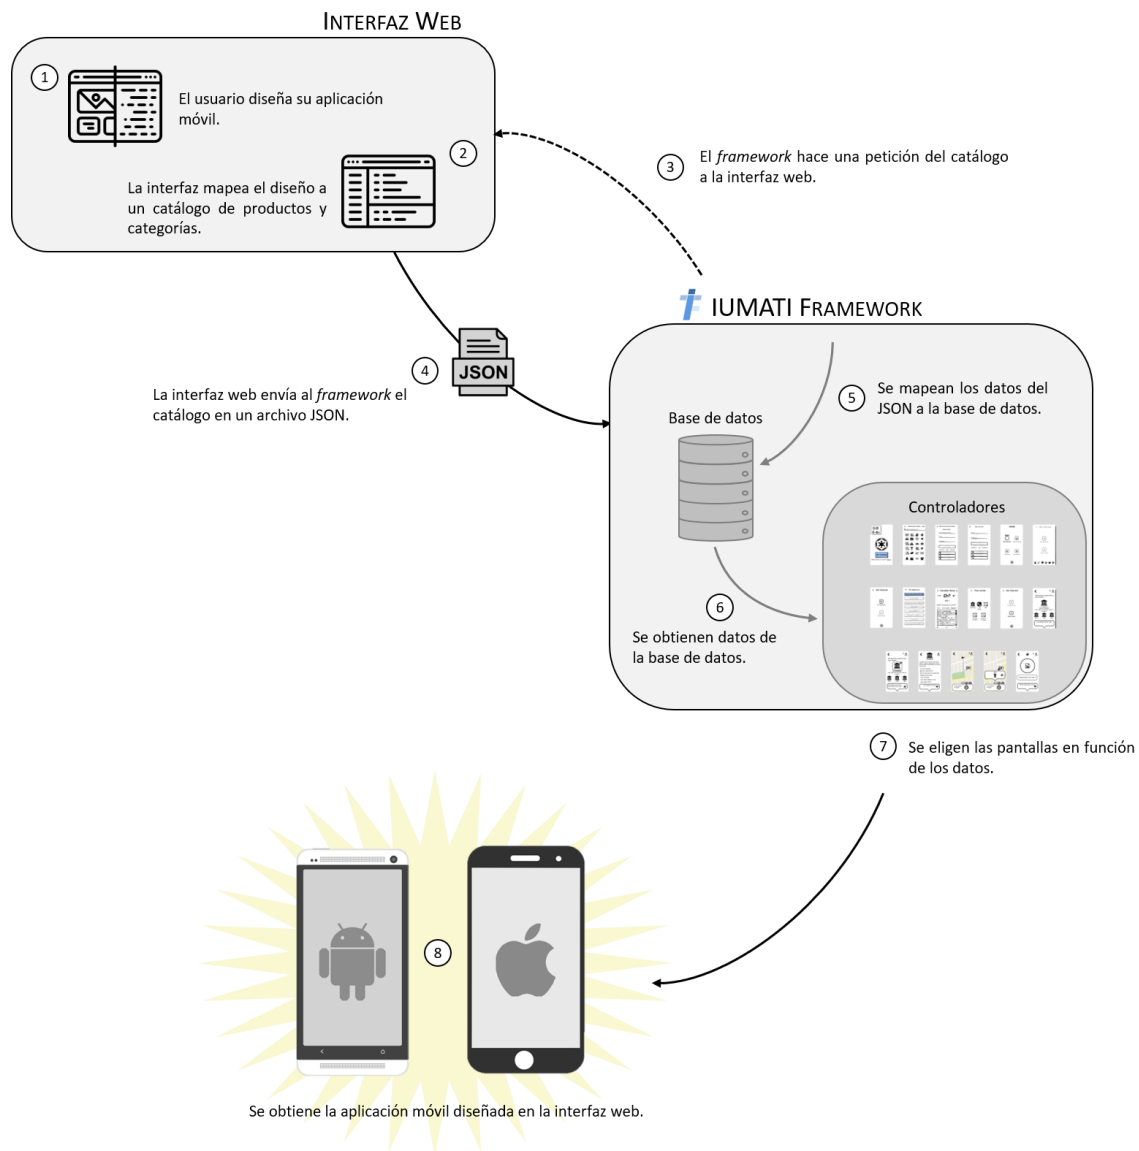 INTERFAZ WEB
1
El usuario diseña su aplicación
móvil.
2
La interfaz mapea el diseño a
un catálogo de productos y
categorías.
3
El framework hace una petición del catálogo
a la interfaz web.
IUMATI FRAMEWORK
4
JSON
La interfaz web envía al framework el
catálogo en un archivo JSON.
5
Se mapean los datos del
JSON a la base de datos.
Base de datos
Controladores
6
Se obtienen datos de
la base de datos.
7
Se eligen las pantallas en función
de los datos.
8
Se obtiene la aplicación móvil diseñada en la interfaz web.